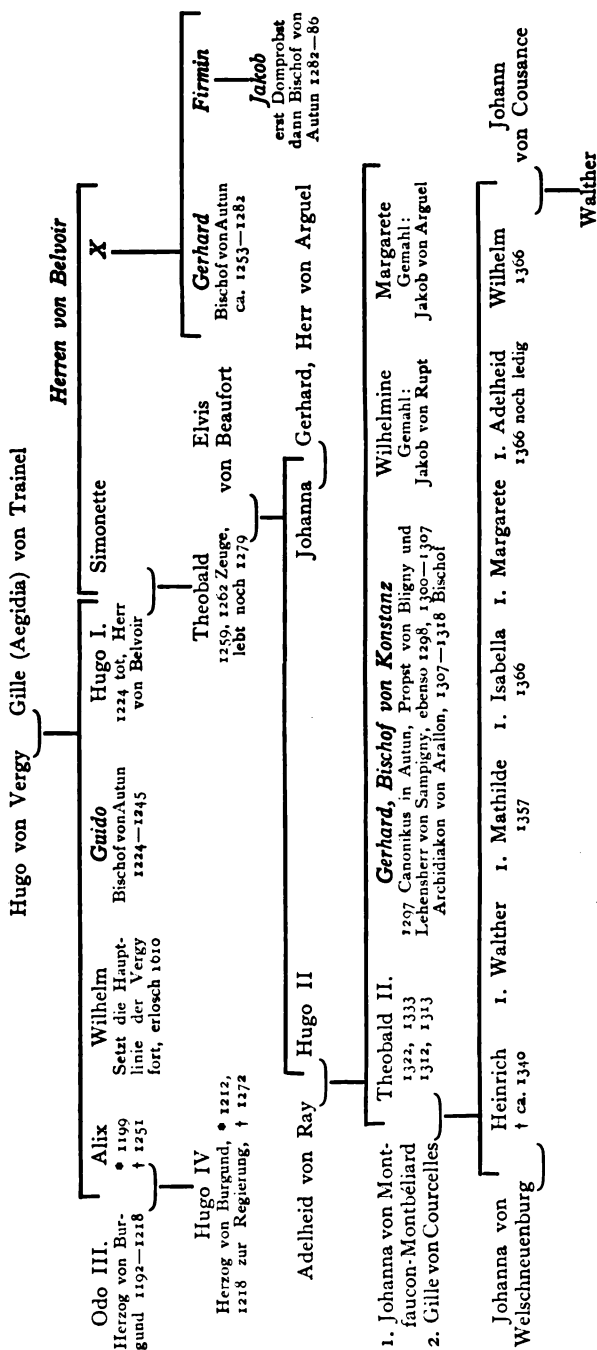 Hugo von Vergy Gille (Aegidia) von Trainel
Herren von Belvoir
Odo III.
Herzog von Bur-
gund 1192—1218
Alix
* 1199
† 1251
Wilhelm
Setzt die Haupt-
linie der Vergy
fort, erlosch 1610
Guido
Bischof von Autun
1224—1245
Hugo I.
1224 tot, Herr
von Belvoir
Simonette
X
Hugo IV
Herzog von Burgund, * 1212,
1218 zur Regierung, † 1272
Theobald
1259, 1262 Zeuge,
lebt noch 1279
Elvis
von Beaufort
Gerhard
Bischof von Autun
ca. 1253—1282
Firmin
Jakob
erst Domprobst
dann Bischof von
Autun 1282—86
Adelheid von Ray
Hugo II
Johanna
Gerhard, Herr von Arguel
1. Johanna von Mont-
faucon-Montbéliard
2. Gille von Courcelles
Theobald II.
1322, 1333
1312, 1313
Gerhard, Bischof von Konstanz
1297 Canonikus in Autun, Propst von Bligny und
Lehensherr von Sampigny, ebenso 1298, 1300—1307
Archidiakon von Arallon, 1307—1318 Bischof
Wilhelmine
Gemahl:
Jakob von Rupt
Margarete
Gemahl:
Jakob von Arguel
Johanna von
Welschneuenburg
Heinrich
† ca. 1340
1. Walther
1. Mathilde
1357
1. Isabella
1366
1. Margarete
1. Adelheid
1366 noch ledig
Wilhelm
1366
Johann
von Cousance
Walther